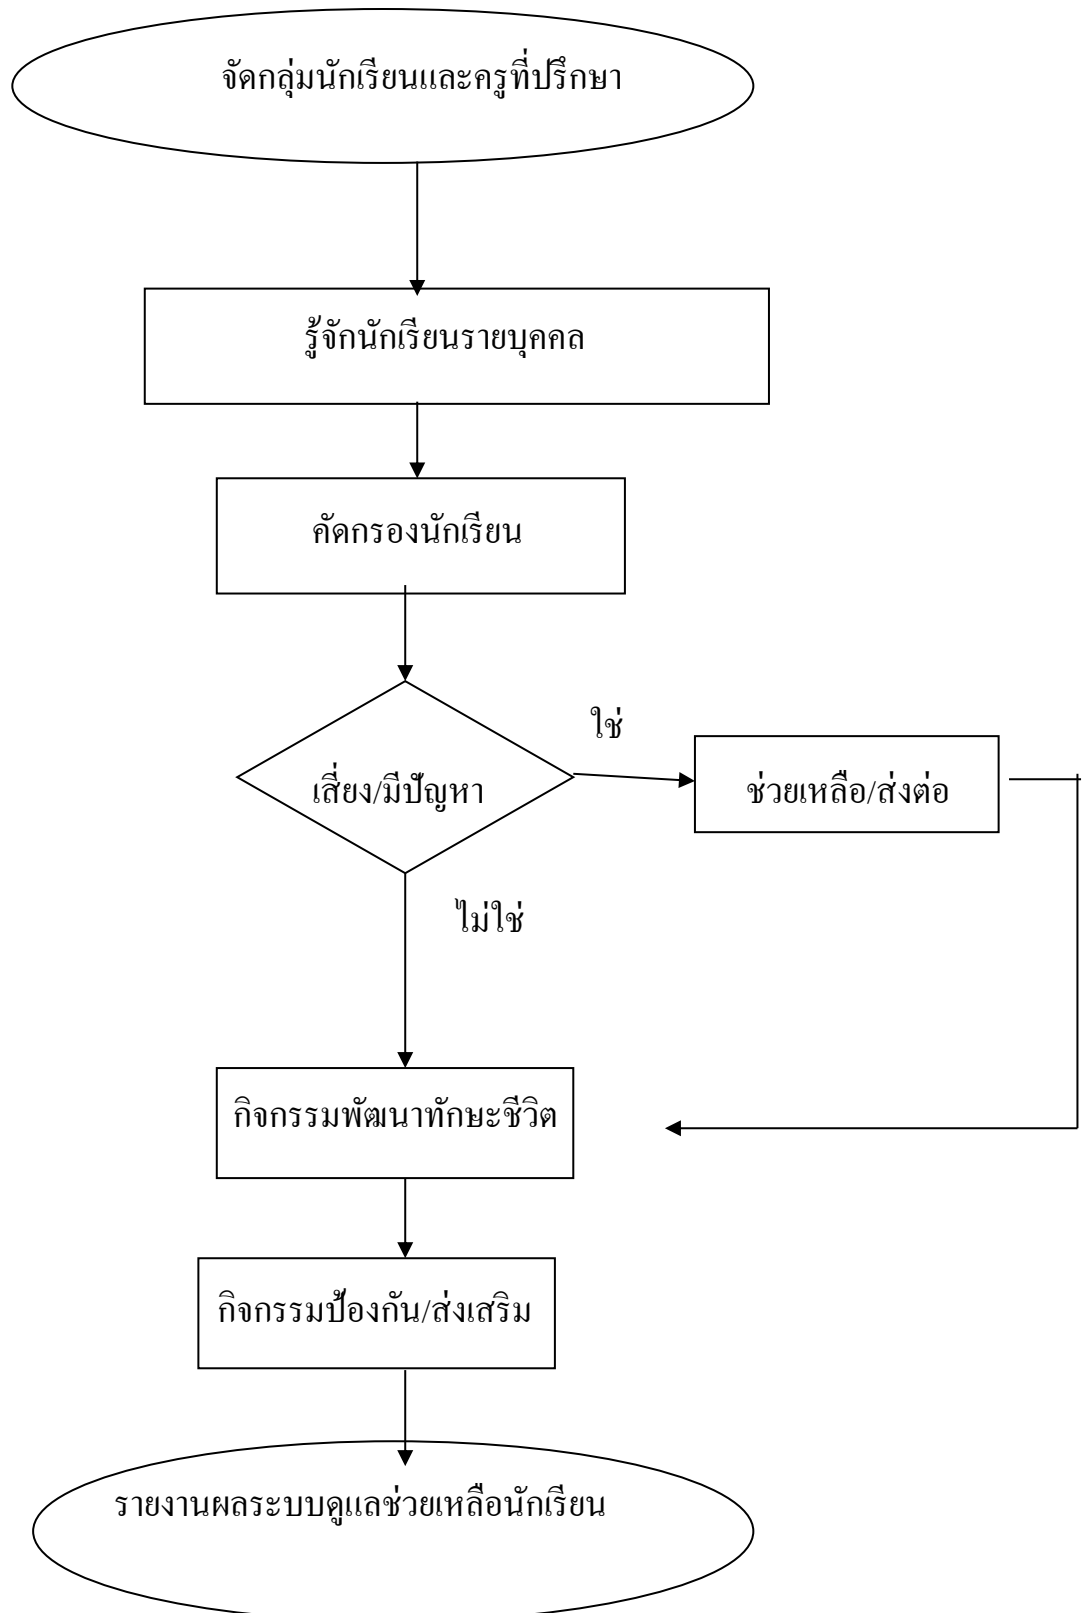 จัดกลุ่มนักเรียนและครูที่ปรึกษา
รู้จักนักเรียนรายบุคคล
คัดกรองนักเรียน
ใช่
เสี่ยง/มีปัญหา
ช่วยเหลือ/ส่งต่อ
ไม่ใช่
กิจกรรมพัฒนาทักษะชีวิต
กิจกรรมป้องกัน/ส่งเสริม
รายงานผลระบบดูแลช่วยเหลือนักเรียน